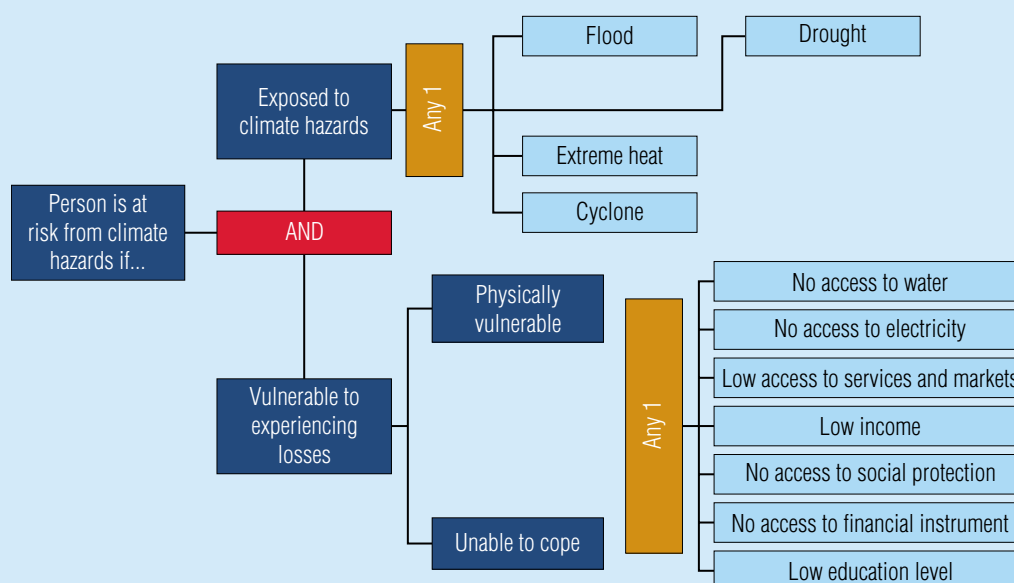 Flood
Drought
Exposed to
climate hazards
Any 1
Extreme heat
Cyclone
Person is at
risk from climate
hazards if...
AND
Physically
vulnerable
No access to water
No access to electricity
Low access to services and markets
Vulnerable to
experiencing
losses
Any 1
Low income
No access to social protection
Unable to cope
No access to financial instrument
Low education level